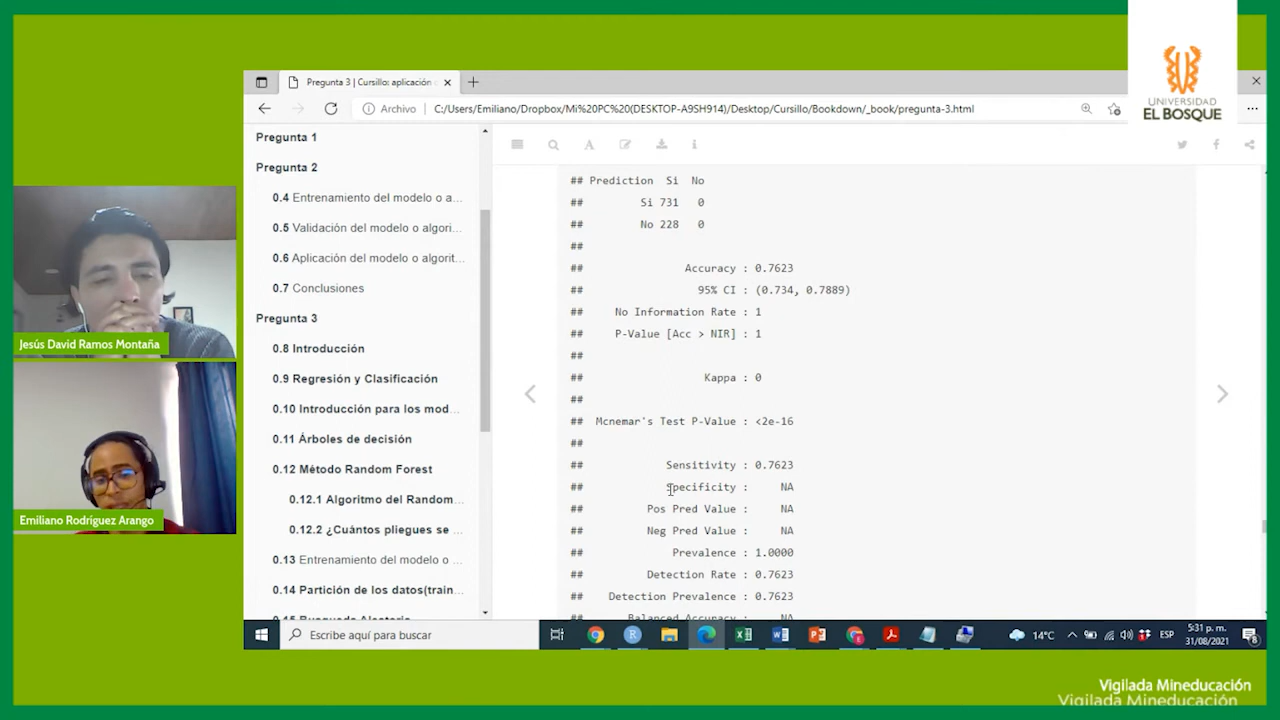 UNIVERSIDAD
EL BOSQUE
Pregunta 3 | Cursillo: aplicación
Archivo
C:/Users/Emiliano/Dropbox/Mi%20PC%20(DESKTOP-A9SH914)/Desktop/Cursillo/Bookdown/_book/pregunta-3.html
Pregunta 1
Pregunta 2
0.4 Entrenamiento del modelo o a...
0.5 Validación del modelo o algori...
0.6 Aplicación del modelo o algorit...
0.7 Conclusiones
Pregunta 3
0.8 Introducción
0.9 Regresión y Clasificación
0.10 Introducción para los mod...
0.11 Árboles de decisión
0.12 Método Random Forest
0.12.1 Algoritmo del Random...
0.12.2 ¿Cuántos pliegues se ...
0.13 Entrenamiento del modelo o ...
0.14 Partición de los datos(train...
0.15 Busqueda Aleatoria
## Prediction Si No
## Si 731 0
## No 228 0
##
## Accuracy : 0.7623
## 95% CI : (0.734, 0.7889)
## No Information Rate : 1
## P-Value [Acc > NIR] : 1
##
## Kappa : 0
##
## Mcnemar's Test P-Value : <2e-16
##
## Sensitivity : 0.7623
## Specificity : NA
## Pos Pred Value : NA
## Neg Pred Value : NA
## Prevalence : 1.0000
## Detection Rate : 0.7623
## Detection Prevalence : 0.7623
## Balanced Accuracy : NA
Jesús David Ramos Montaña
Emiliano Rodríguez Arango
Escribe aquí para buscar
14°C
ESP
5:31 p. m.
31/08/2021
Vigilada Mineducación
Vigilada Mineducación